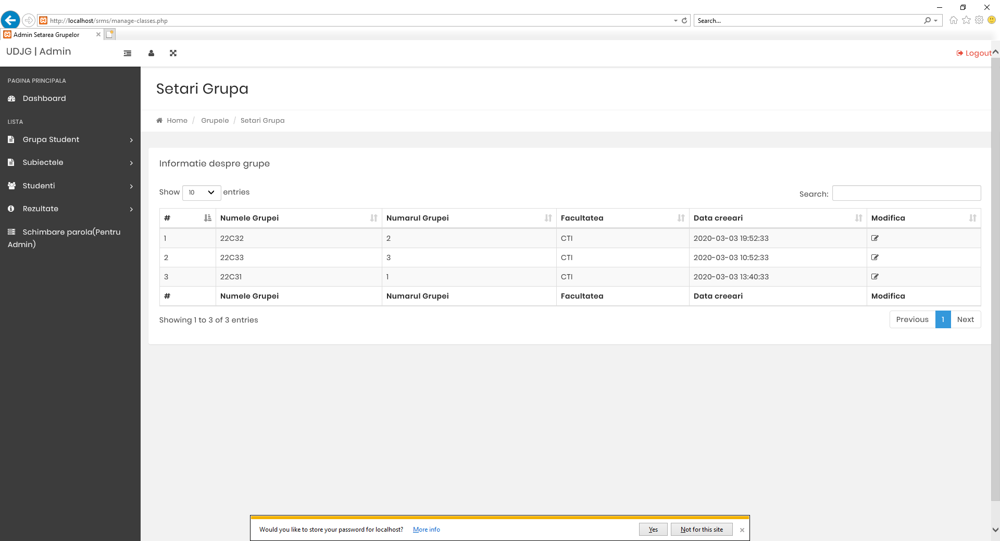 http://localhost/srms/manage-classes.php
Search...
Admin Setarea Grupelor
UDJG | Admin
Logout
PAGINA PRINCIPALA
Dashboard
LISTA
Grupa Student
Subiectele
Studenti
Rezultate
Schimbare parola(Pentru
Admin)
Setari Grupa
Home / Grupele / Setari Grupa
Informatie despre grupe
Show 10 entries
Search:
# Numele Grupei Numarul Grupei Facultatea Data creeari Modifica
1 22C32 2 CTI 2020-03-03 19:52:33
2 22C33 3 CTI 2020-03-03 10:52:33
3 22C31 1 CTI 2020-03-03 13:40:33
# Numele Grupei Numarul Grupei Facultatea Data creeari Modifica
Showing 1 to 3 of 3 entries
Previous 1 Next
Would you like to store your password for localhost? More info Yes Not for this site